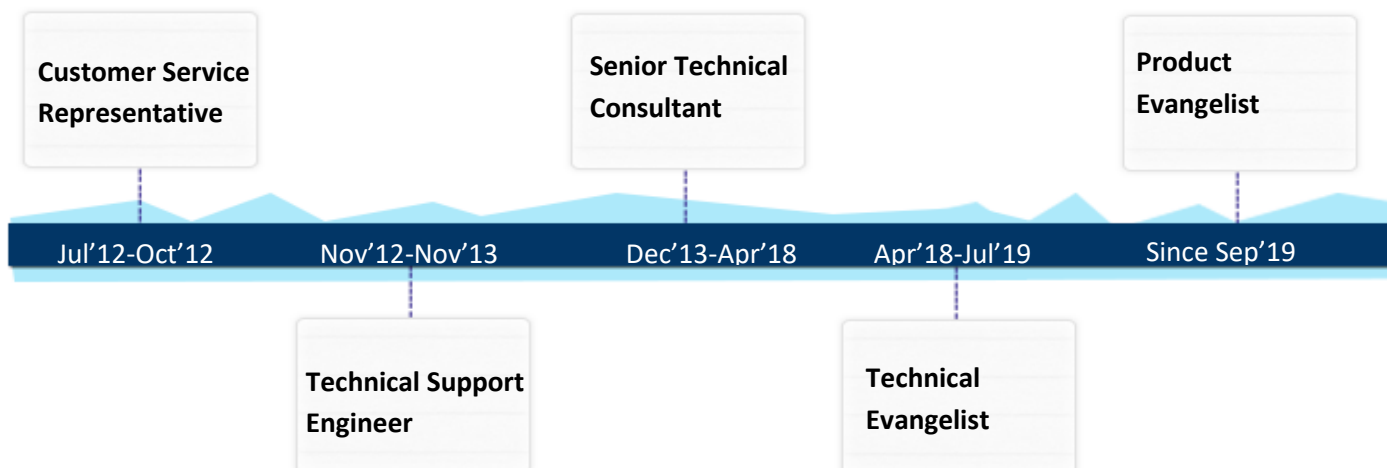 Customer Service
Representative
Senior Technical
Consultant
Product
Evangelist
Jul’12-Oct’12
Nov’12-Nov’13
Dec’13-Apr’18
Apr’18-Jul’19
Since Sep’19
Technical Support
Engineer
Technical
Evangelist